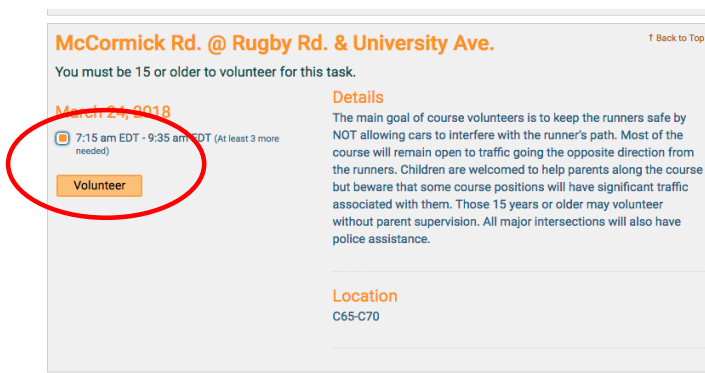 McCormick Rd. @ Rugby Rd. & University Ave.
↑ Back to Top
You must be 15 or older to volunteer for this task.
March 24, 2018
7:15 am EDT - 9:35 am EDT (At least 3 more
needed)
Volunteer
Details
The main goal of course volunteers is to keep the runners safe by
NOT allowing cars to interfere with the runner's path. Most of the
course will remain open to traffic going the opposite direction from
the runners. Children are welcomed to help parents along the course
but beware that some course positions will have significant traffic
associated with them. Those 15 years or older may volunteer
without parent supervision. All major intersections will also have
police assistance.
Location
C65-C70